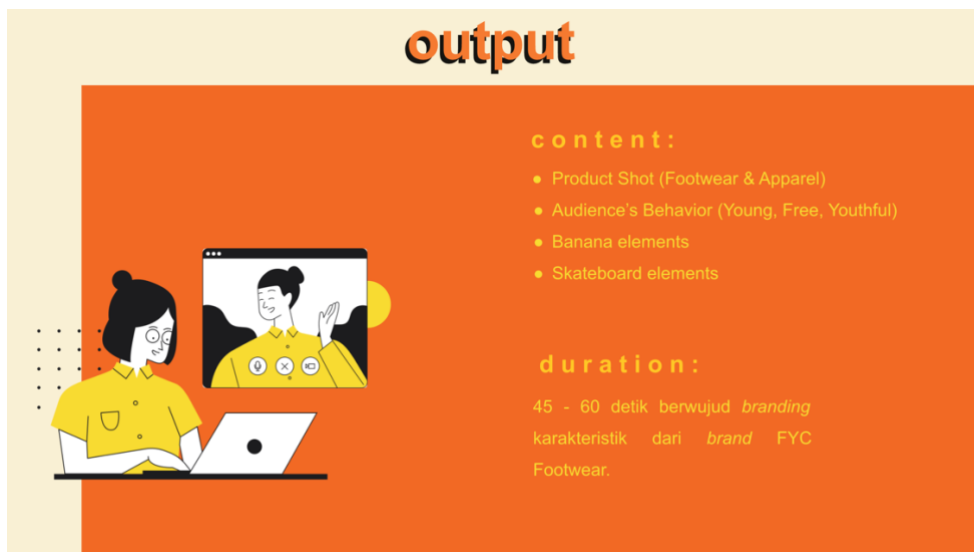 output
content:
● Product Shot (Footwear & Apparel)
● Audience's Behavior (Young, Free, Youthful)
● Banana elements
● Skateboard elements
duration:
45 - 60 detik berwujud branding
karakteristik dari brand FYC
Footwear.